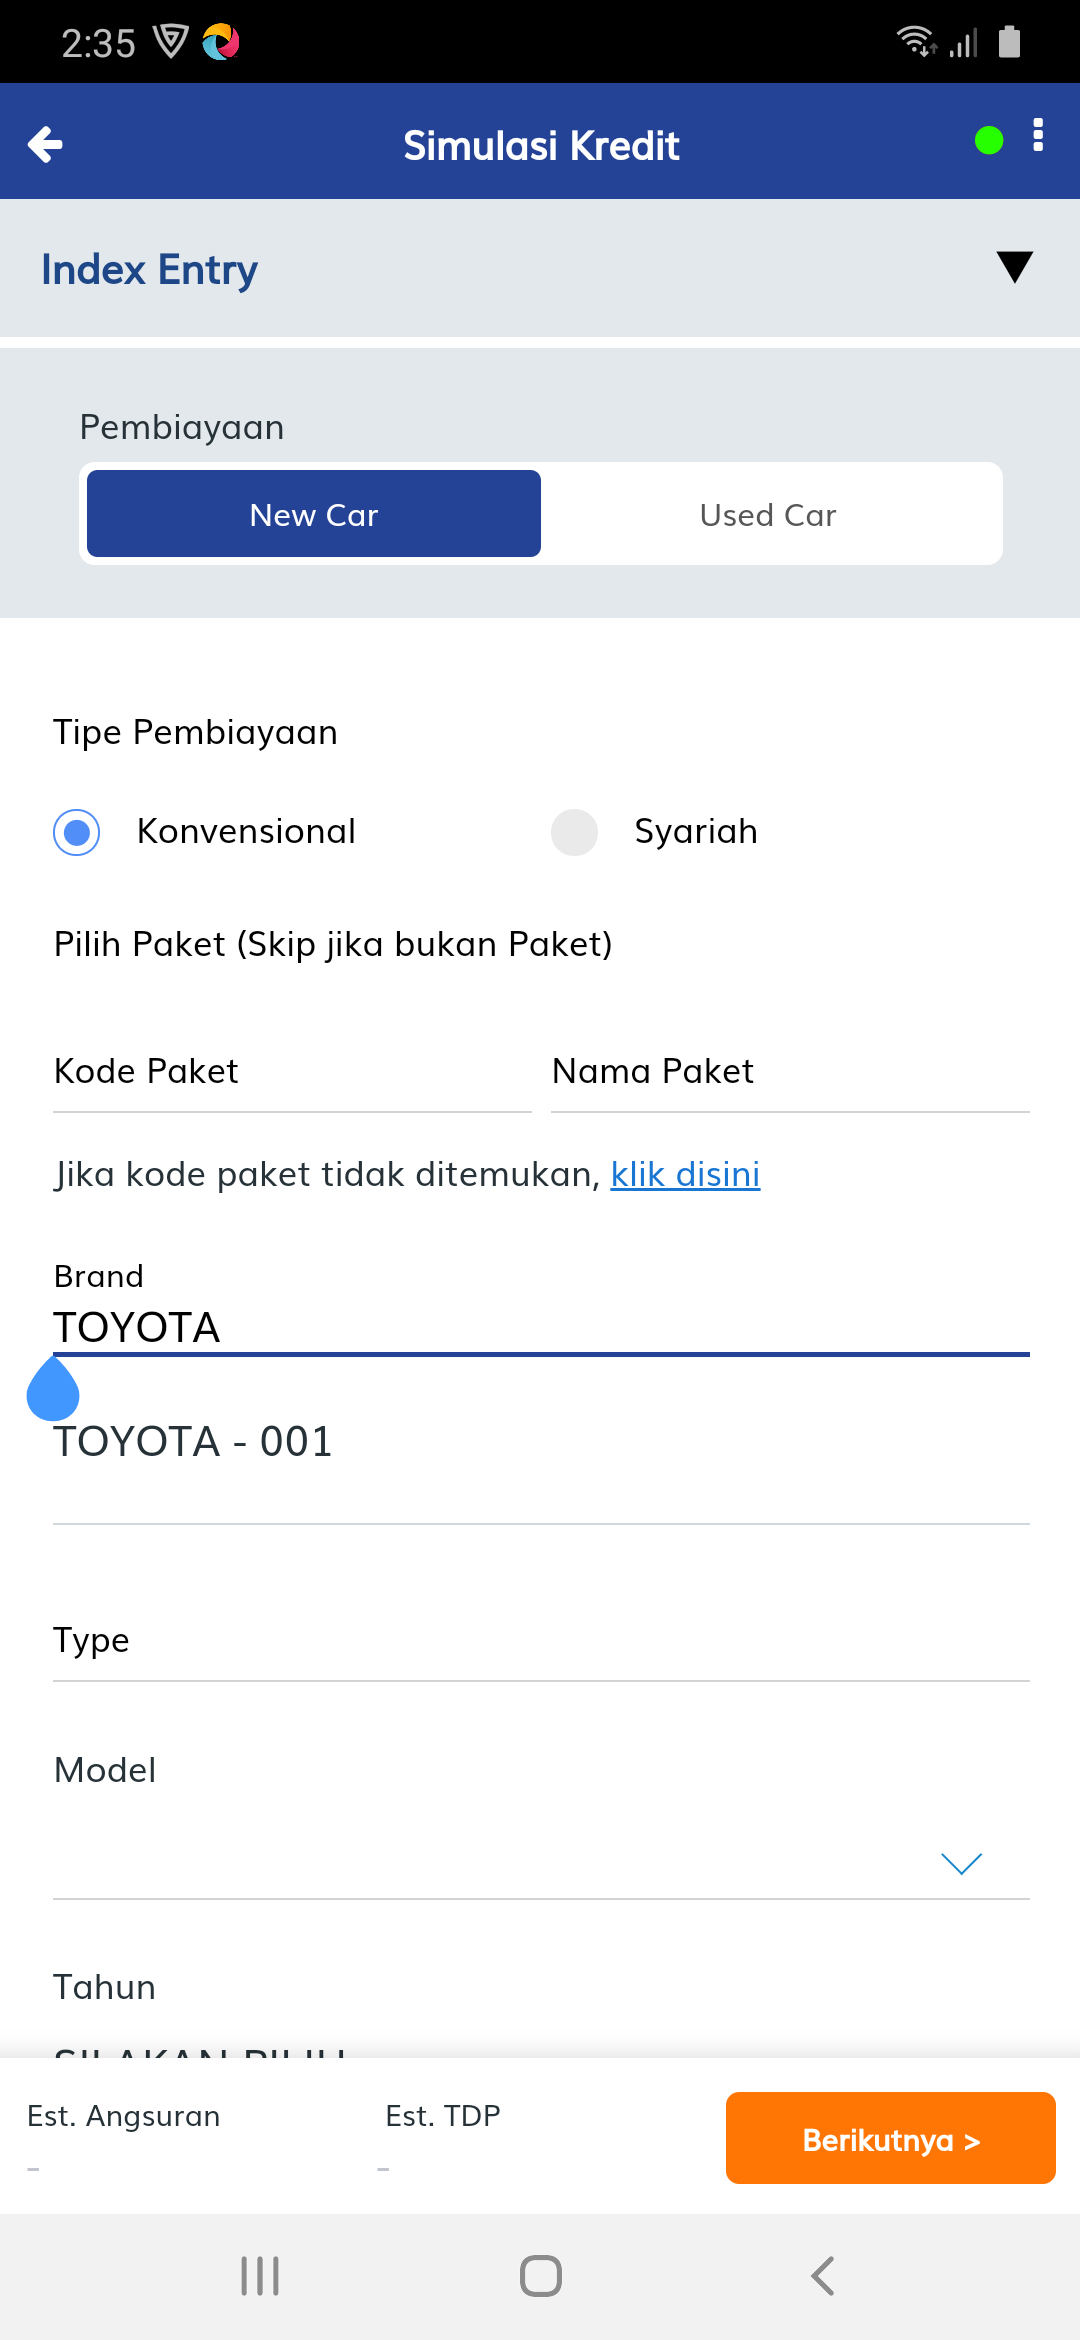 2:35
Simulasi Kredit
Index Entry
Pembiayaan
New Car
Used Car
Tipe Pembiayaan
Konvensional
Syariah
Pilih Paket (Skip jika bukan Paket)
Kode Paket
Nama Paket
Jika kode paket tidak ditemukan, klik disini
Brand
TOYOTA
TOYOTA - 001
Type
Model
Tahun
SILAKAN PILIH
Est. Angsuran
Est. TDP
-
-
Berikutnya >